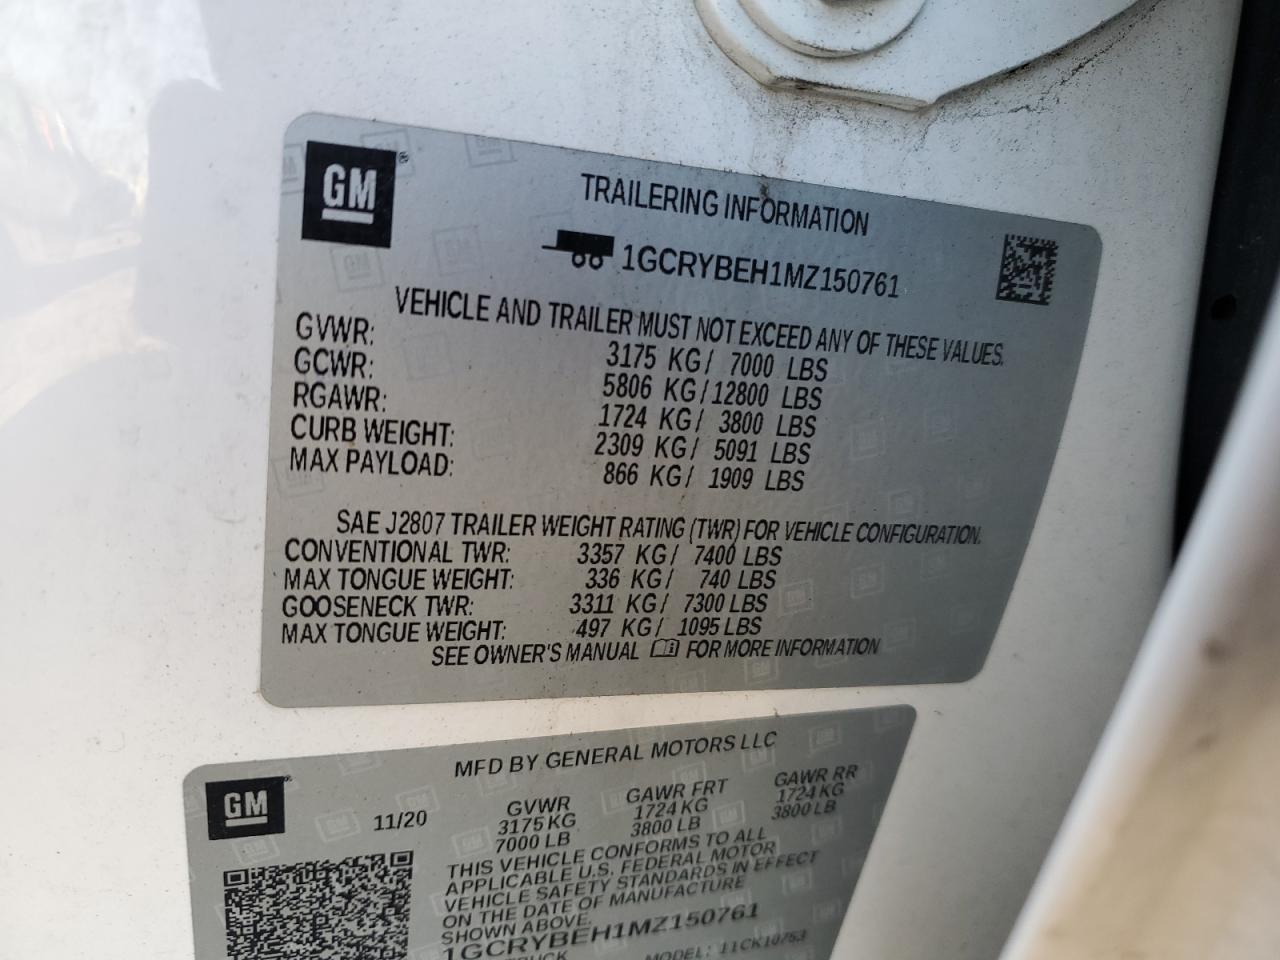 GM
TRAILERING INFORMATION
1GCRYBEH1MZ150761
VEHICLE AND TRAILER MUST NOT EXCEED ANY OF THESE VALUES.
GVWR: 3175 KG/ 7000 LBS
GCWR: 5806 KG/12800 LBS
RGAWR: 1724 KG/ 3800 LBS
CURB WEIGHT: 2309 KG/ 5091 LBS
MAX PAYLOAD: 866 KG/ 1909 LBS
SAE J2807 TRAILER WEIGHT RATING (TWR) FOR VEHICLE CONFIGURATION.
CONVENTIONAL TWR: 3357 KG/ 7400 LBS
MAX TONGUE WEIGHT: 336 KG/ 740 LBS
GOOSENECK TWR: 3311 KG/ 7300 LBS
MAX TONGUE WEIGHT: 497 KG/ 1095 LBS
SEE OWNER'S MANUAL FOR MORE INFORMATION
MFD BY GENERAL MOTORS LLC
GM
11/20
GVWR GAWR FRT GAWR RR
3175 KG 1724 KG 1724 KG
7000 LB 3800 LB 3800 LB
THIS VEHICLE CONFORMS TO ALL
APPLICABLE U.S. FEDERAL MOTOR
VEHICLE SAFETY STANDARDS IN EFFECT
ON THE DATE OF MANUFACTURE
SHOWN ABOVE.
1GCRYBEH1MZ150761
TRUCK MODEL: 11CK10753